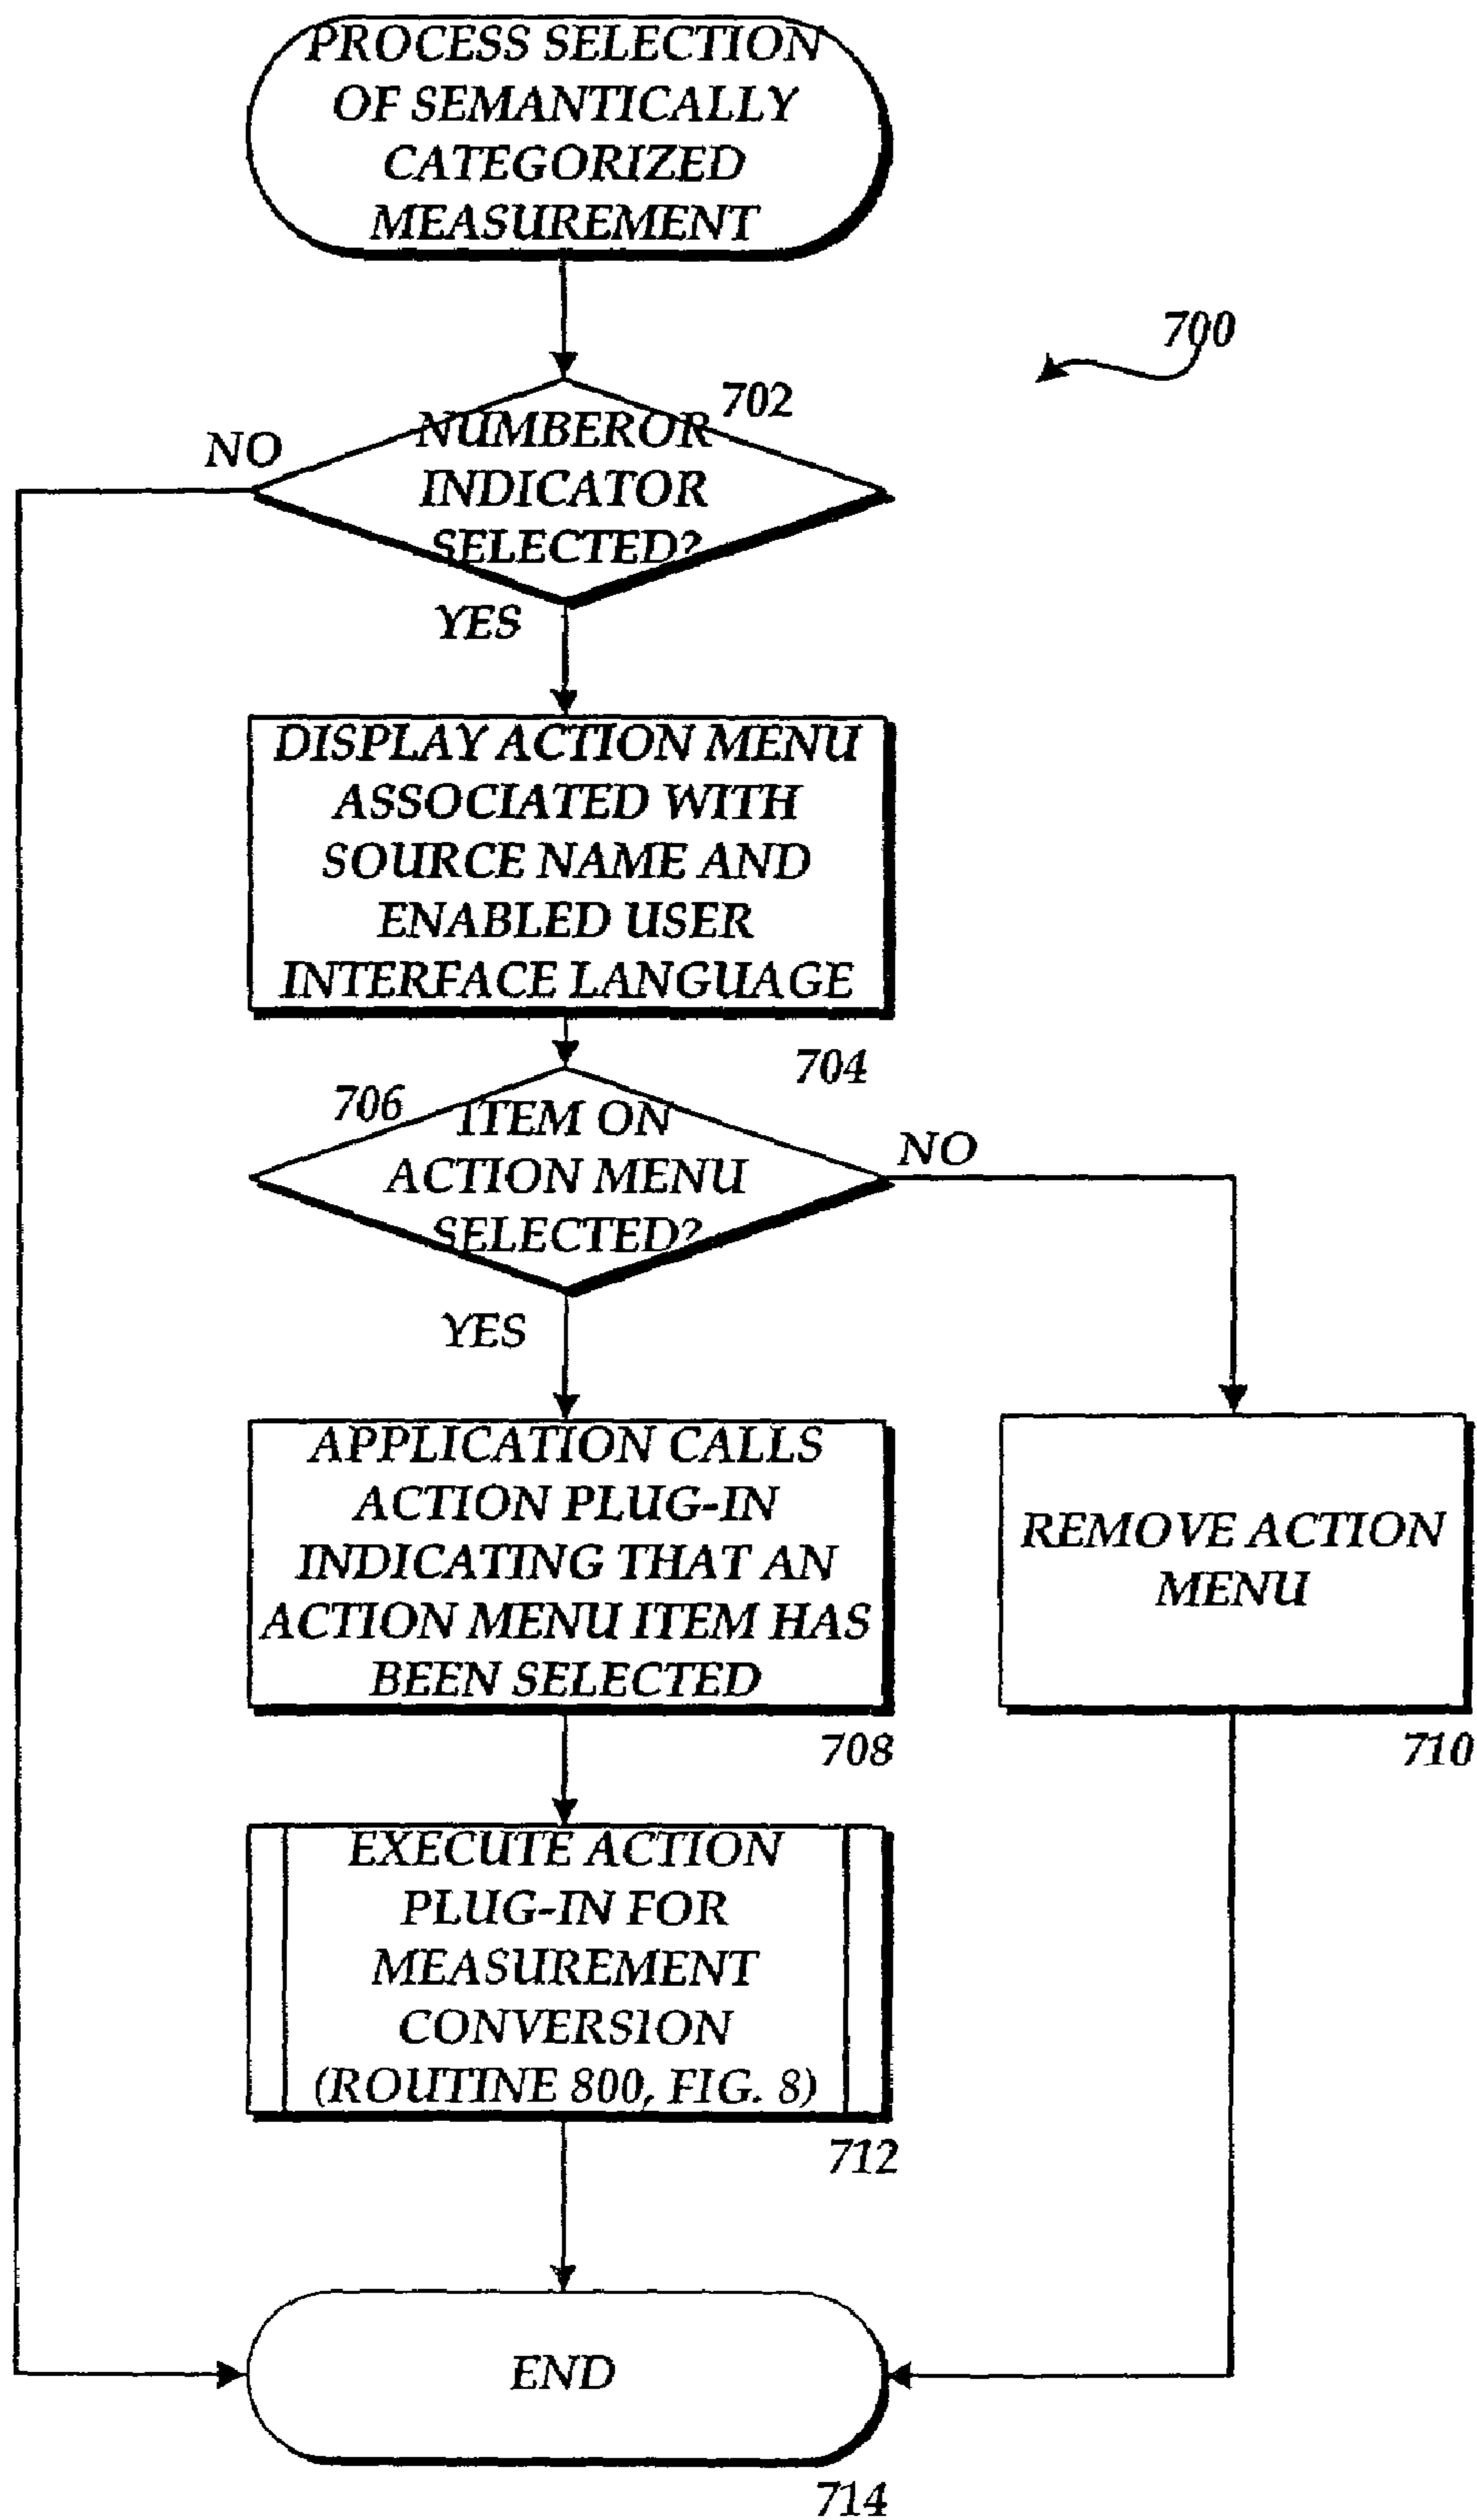 PROCESS SELECTION
OF SEMANTICALLY
CATEGORIZED
MEASUREMENT
700
702
NO
NUMBEROR
INDICATOR
SELECTED?
YES
DISPLAY ACTION MENU
ASSOCIATED WITH
SOURCE NAME AND
ENABLED USER
INTERFACE LANGUAGE
704
706
ITEM ON
ACTION MENU
SELECTED?
NO
YES
APPLICATION CALLS
ACTION PLUG-IN
INDICATING THAT AN
ACTION MENU ITEM HAS
BEEN SELECTED
708
REMOVE ACTION
MENU
710
EXECUTE ACTION
PLUG-IN FOR
MEASUREMENT
CONVERSION
(ROUTINE 800, FIG. 8)
712
END
714